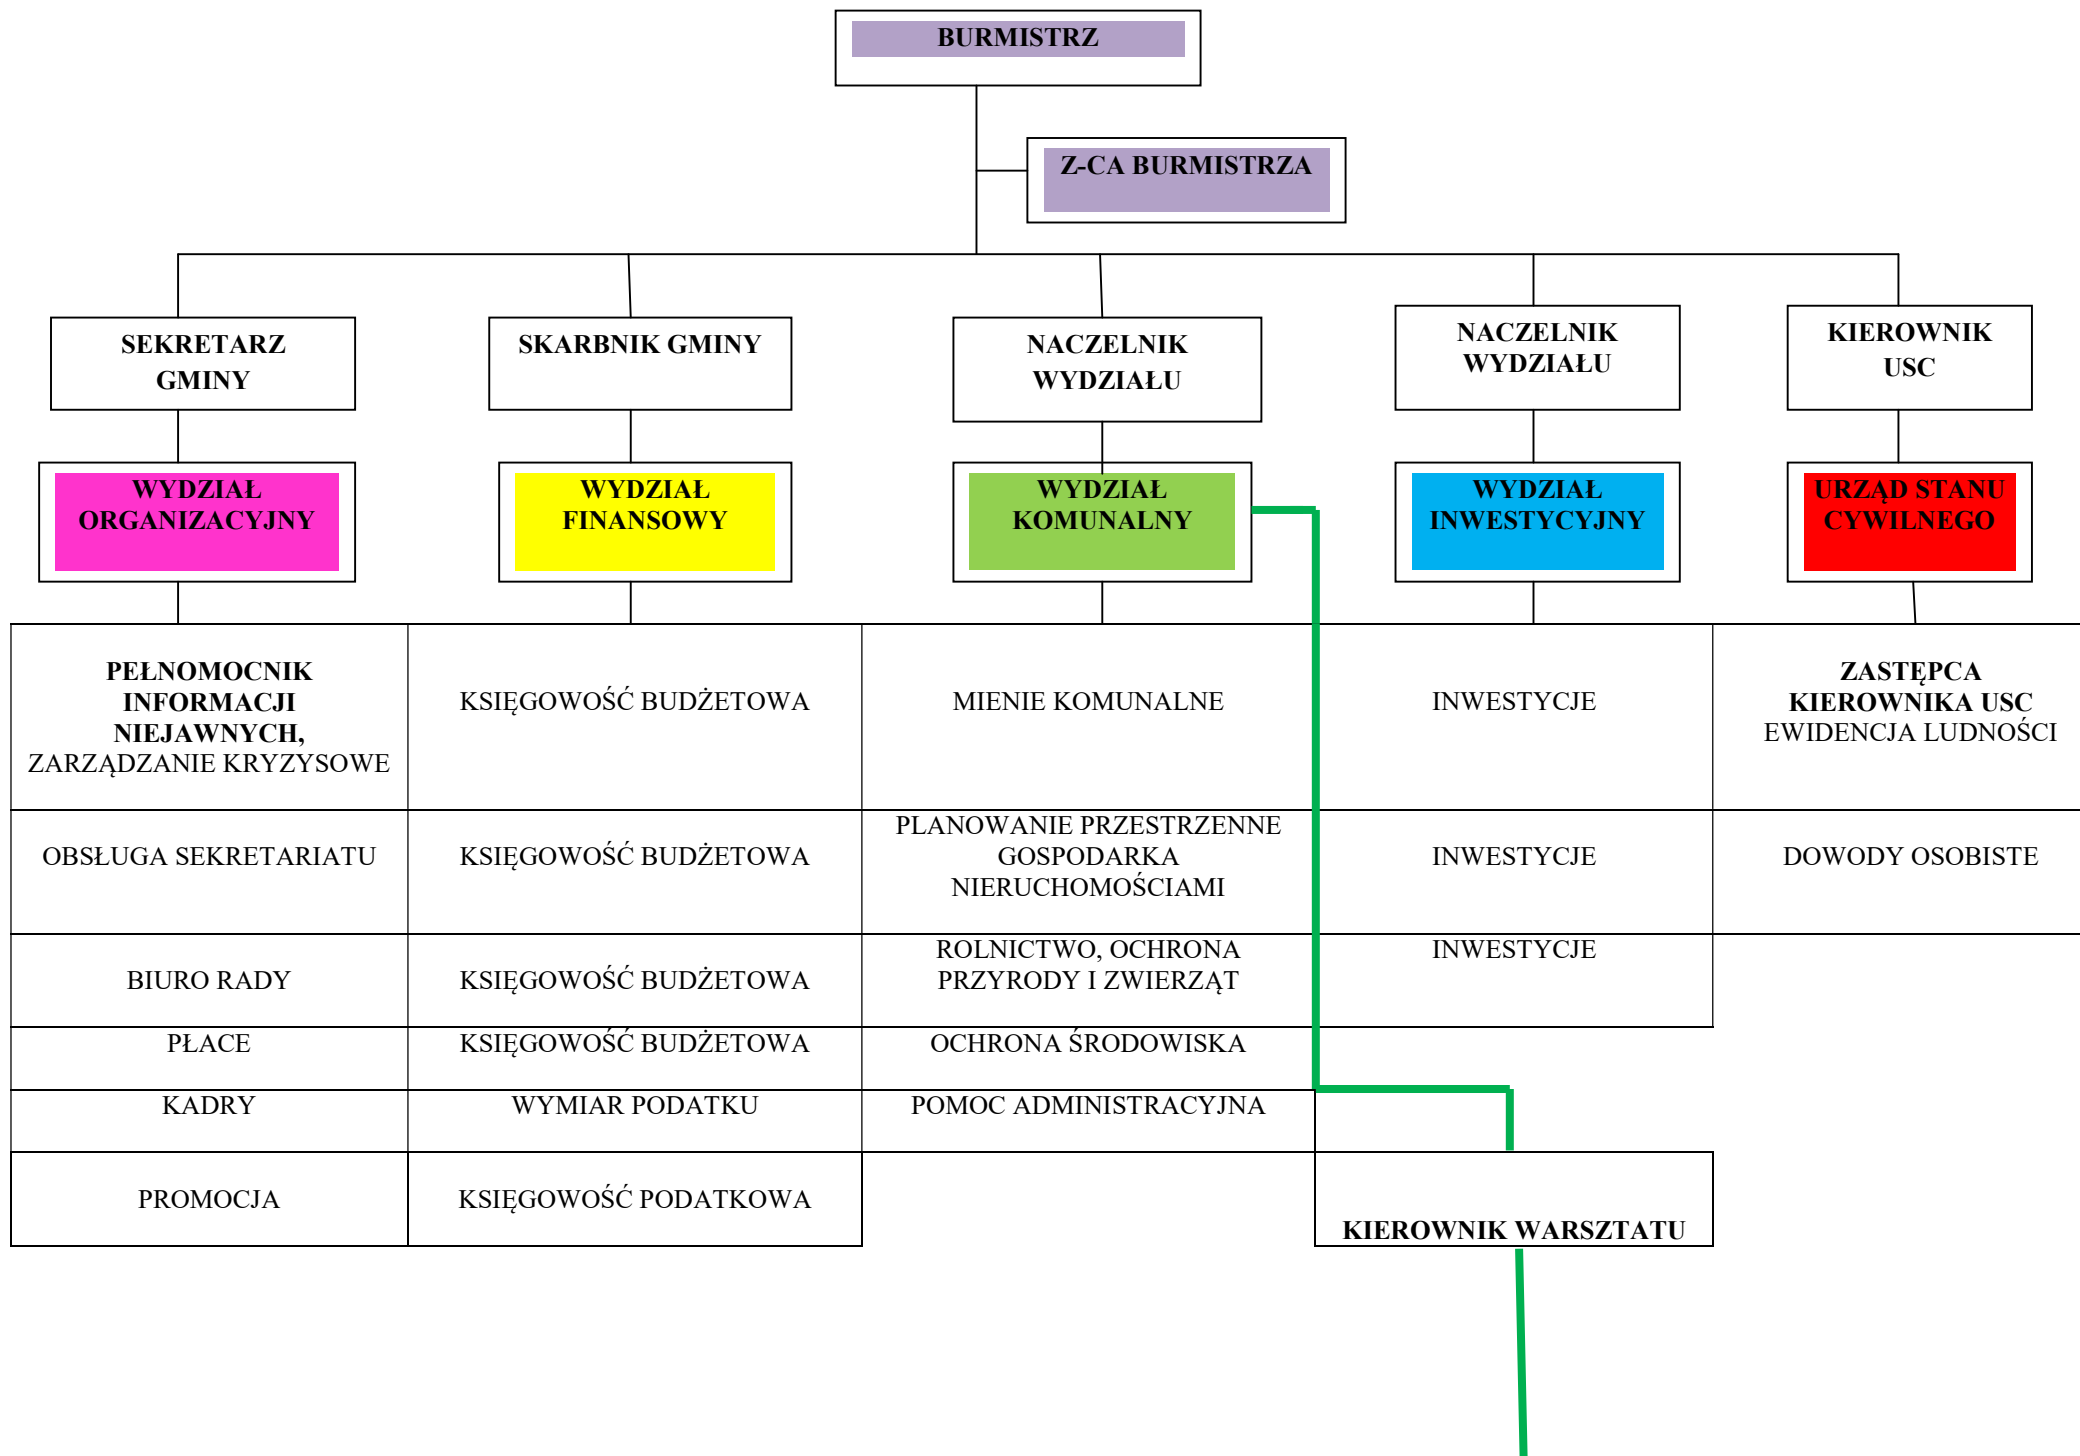 BURMISTRZ
Z-CA BURMISTRZA
SEKRETARZ
GMINY
SKARBNIK GMINY
NACZELNIK
WYDZIAŁU
NACZELNIK
WYDZIAŁU
KIEROWNIK
USC
WYDZIAŁ
ORGANIZACYJNY
WYDZIAŁ
FINANSOWY
WYDZIAŁ
KOMUNALNY
WYDZIAŁ
INWESTYCYJNY
URZĄD STANU
CYWILNEGO
PEŁNOMOCNIK
INFORMACJI
NIEJAWNYCH,
ZARZĄDZANIE KRYZYSOWE
KSIĘGOWOŚĆ BUDŻETOWA
MIENIE KOMUNALNE
INWESTYCJE
ZASTĘPCA
KIEROWNIKA USC
EWIDENCJA LUDNOŚCI
OBSŁUGA SEKRETARIATU
KSIĘGOWOŚĆ BUDŻETOWA
PLANOWANIE PRZESTRZENNE
GOSPODARKA
NIERUCHOMOŚCIAMI
INWESTYCJE
DOWODY OSOBISTE
BIURO RADY
KSIĘGOWOŚĆ BUDŻETOWA
ROLNICTWO, OCHRONA
PRZYRODY I ZWIERZĄT
INWESTYCJE
PŁACE
KSIĘGOWOŚĆ BUDŻETOWA
OCHRONA ŚRODOWISKA
KADRY
WYMIAR PODATKU
POMOC ADMINISTRACYJNA
PROMOCJA
KSIĘGOWOŚĆ PODATKOWA
KIEROWNIK WARSZTATU